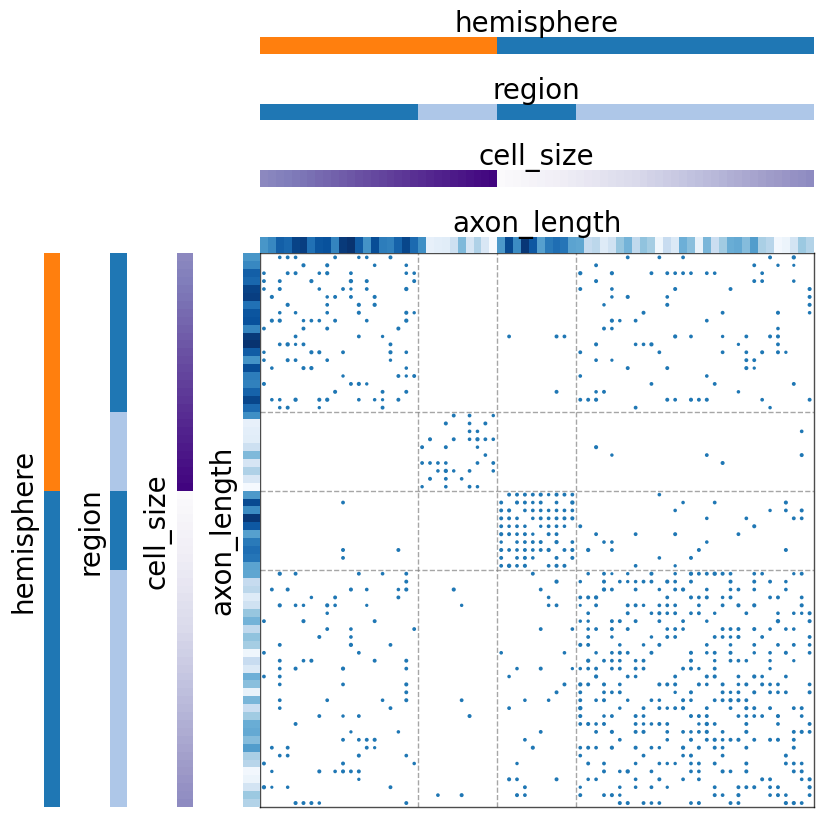 hemisphere
region
cell_size
axon_length
hemisphere
region
cell_size
axon_length